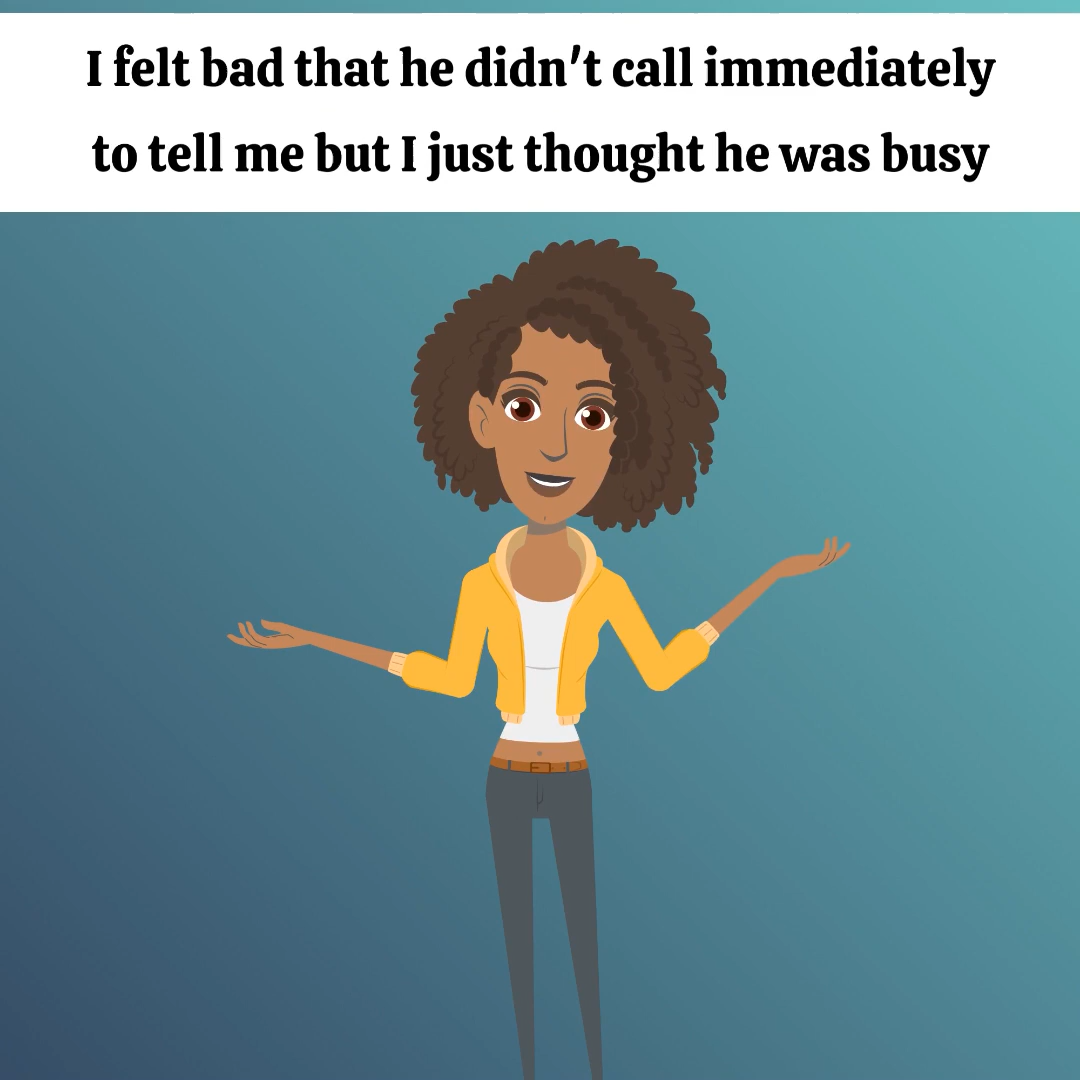 I felt bad that he didn't call immediately
to tell me but I just thought he was busy